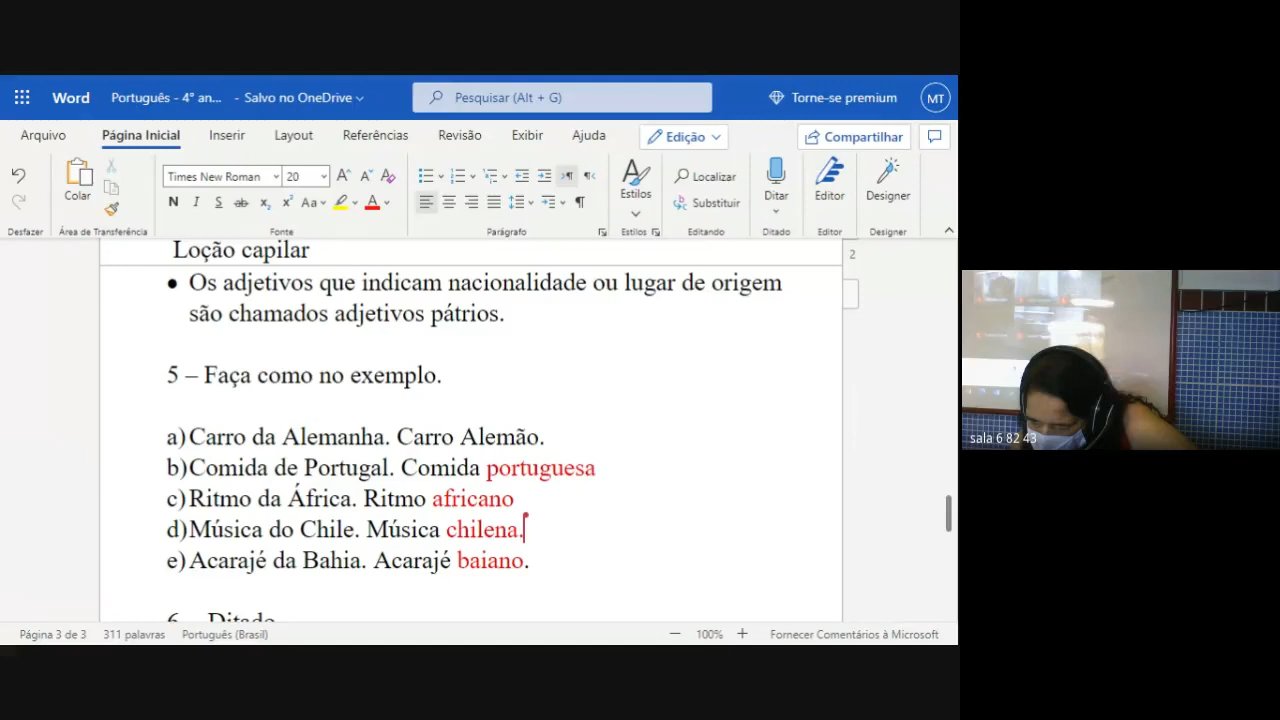 Word Português - 4° an... - Salvo no OneDrive Pesquisar (Alt + G) Torne-se premium MT
Arquivo Página Inicial Inserir Layout Referências Revisão Exibir Ajuda Edição Compartilhar
Colar Times New Roman 20 Estilos Localizar Substituir Ditar Editor Designer
Desfazer Área de Transferência Fonte Parágrafo Estilos Editando Ditado Editor Designer
Loção capilar
2
• Os adjetivos que indicam nacionalidade ou lugar de origem
são chamados adjetivos pátrios.
5 – Faça como no exemplo.
a) Carro da Alemanha. Carro Alemão.
b) Comida de Portugal. Comida portuguesa
c) Ritmo da África. Ritmo africano
d) Música do Chile. Música chilena.
e) Acarajé da Bahia. Acarajé baiano.
6 – Ditado
Página 3 de 3 311 palavras Português (Brasil) 100% Fornecer Comentários à Microsoft
sala 6 82 43